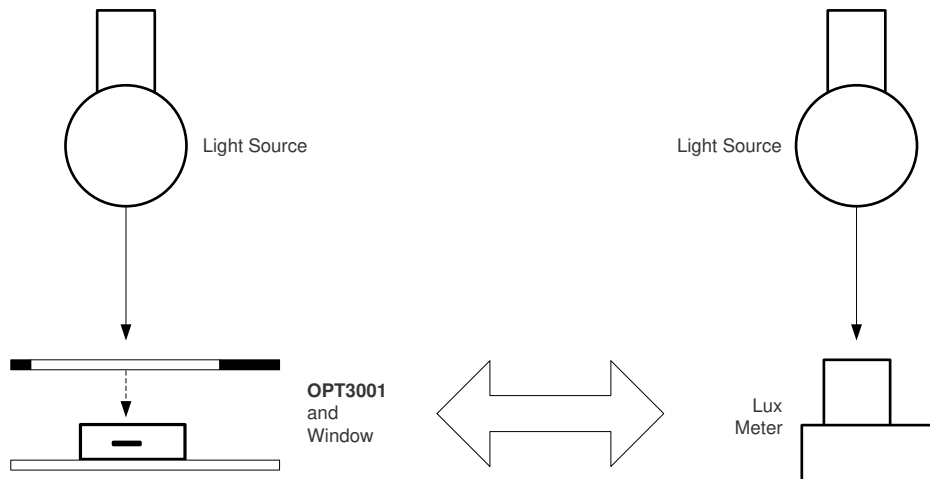 Light Source
Light Source
OPT3001
and
Window
Lux
Meter